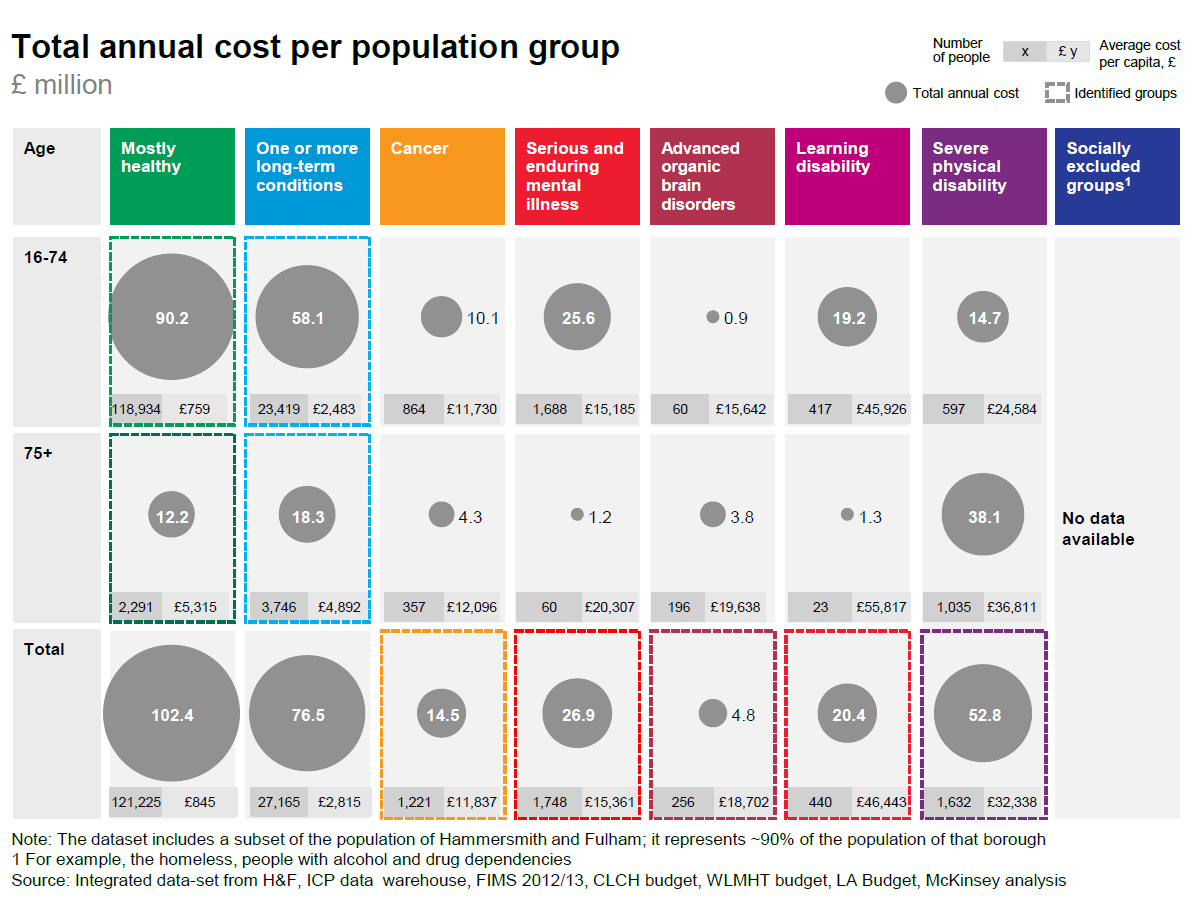 Total annual cost per population group
£ million
Number
of people
x
£ y
Average cost
per capita, £
Total annual cost
Identified groups
Age
Mostly
healthy
One or more
long-term
conditions
Cancer
Serious and
enduring
mental
illness
Advanced
organic
brain
disorders
Learning
disability
Severe
physical
disability
Socially
excluded
groups1
16-74
90.2
58.1
10.1
25.6
0.9
19.2
14.7
118,934 £759
23,419 £2,483
864 £11,730
1,688 £15,185
60 £15,642
417 £45,926
597 £24,584
75+
12.2
18.3
4.3
1.2
3.8
1.3
38.1
No data
available
2,291 £5,315
3,746 £4,892
357 £12,096
60 £20,307
196 £19,638
23 £55,817
1,035 £36,811
Total
102.4
76.5
14.5
26.9
4.8
20.4
52.8
121,225 £845
27,165 £2,815
1,221 £11,837
1,748 £15,361
256 £18,702
440 £46,443
1,632 £32,338
Note: The dataset includes a subset of the population of Hammersmith and Fulham; it represents ~90% of the population of that borough
1 For example, the homeless, people with alcohol and drug dependencies
Source: Integrated data-set from H&F, ICP data warehouse, FIMS 2012/13, CLCH budget, WLMHT budget, LA Budget, McKinsey analysis